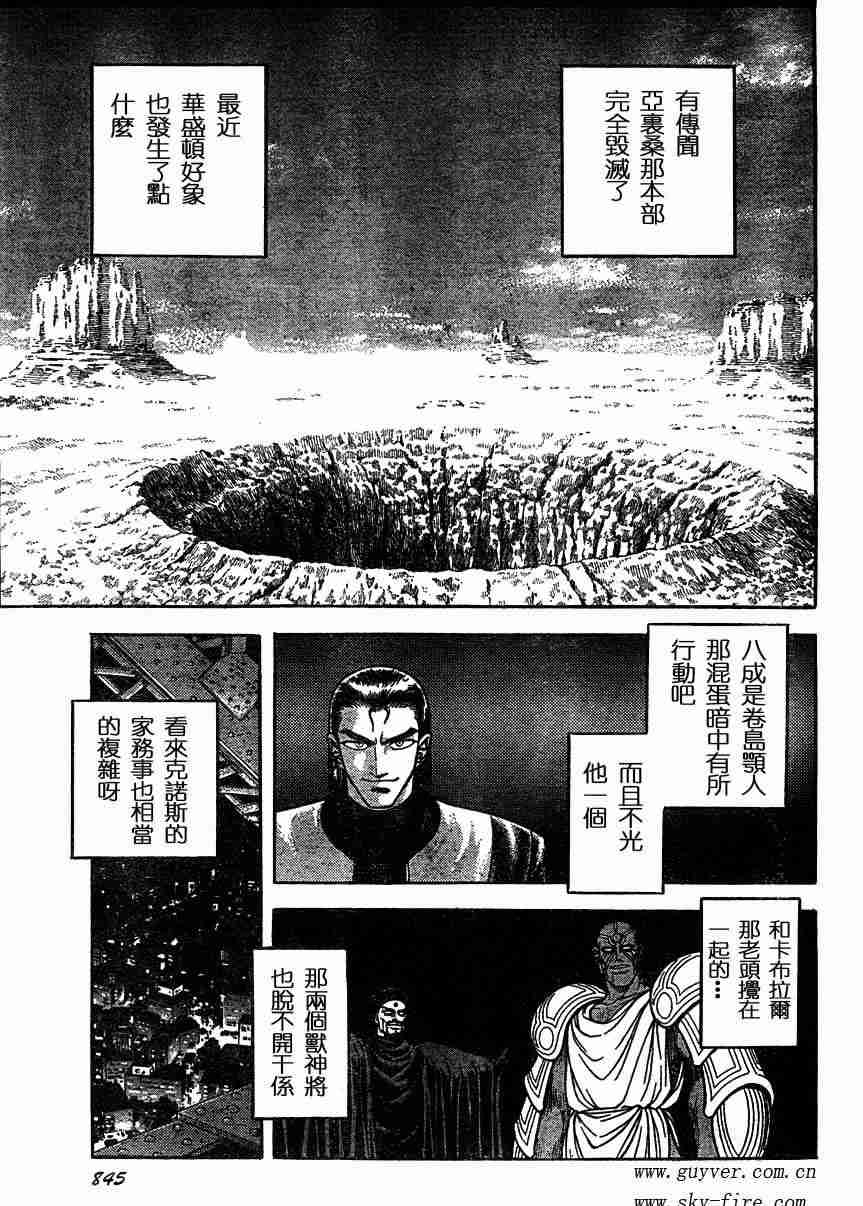 有傳聞
亞裏桑那本部
完全毀滅了
最近
華盛頓好象
也發生了點
什麼
八成是卷島顎人
那混蛋暗中有所
行動吧
而且不光
他一個
看來克諾斯的
家務事也相當
的複雜呀
和卡布拉爾
那老頭攪在
一起的…
那兩個獸神將
也脫不開干係
845
www.guyver.com.cn
www.sky-fire.com